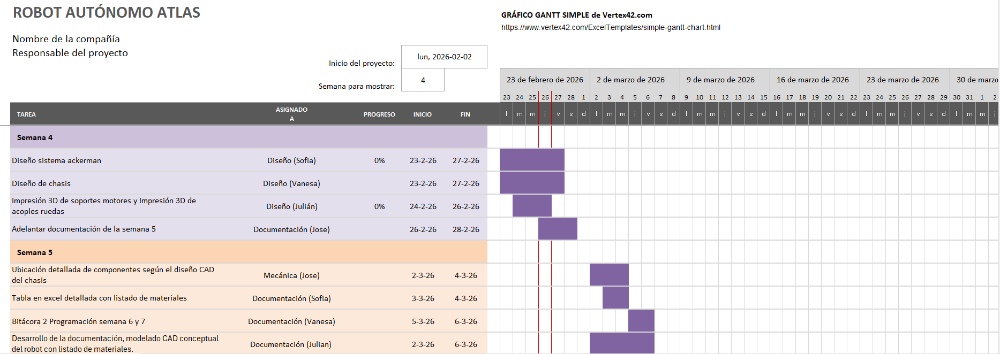 ROBOT AUTÓNOMO ATLAS
GRÁFICO GANTT SIMPLE de Vertex42.com
https://www.vertex42.com/ExcelTemplates/simple-gantt-chart.html
Nombre de la compañía
Responsable del proyecto
Inicio del proyecto: lun, 2026-02-02
Semana para mostrar: 4
23 de febrero de 2026 2 de marzo de 2026 9 de marzo de 2026 16 de marzo de 2026 23 de marzo de 2026 30 de marzo
23 24 25 26 27 28 1 2 3 4 5 6 7 8 9 10 11 12 13 14 15 16 17 18 19 20 21 22 23 24 25 26 27 28 29 30 31 1 2
TAREA ASIGNADO A PROGRESO INICIO FIN l m m j v s d l m m j v s d l m m j v s d l m m j v s d l m m j v s d l m m j
Semana 4
Diseño sistema ackerman Diseño (Sofia) 0% 23-2-26 27-2-26
Diseño de chasis Diseño (Vanesa) 23-2-26 27-2-26
Impresión 3D de soportes motores y Impresión 3D de
acoples ruedas Diseño (Julián) 0% 24-2-26 26-2-26
Adelantar documentación de la semana 5 Documentación (Jose) 26-2-26 28-2-26
Semana 5
Ubicación detallada de componentes según el diseño CAD
del chasis Mecánica (Jose) 2-3-26 4-3-26
Tabla en excel detallada con listado de materiales Documentación (Sofia) 3-3-26 4-3-26
Bitácora 2 Programación semana 6 y 7 Documentación (Vanesa) 5-3-26 6-3-26
Desarrollo de la documentación, modelado CAD conceptual
del robot con listado de materiales. Documentación (Julian) 2-3-26 6-3-26